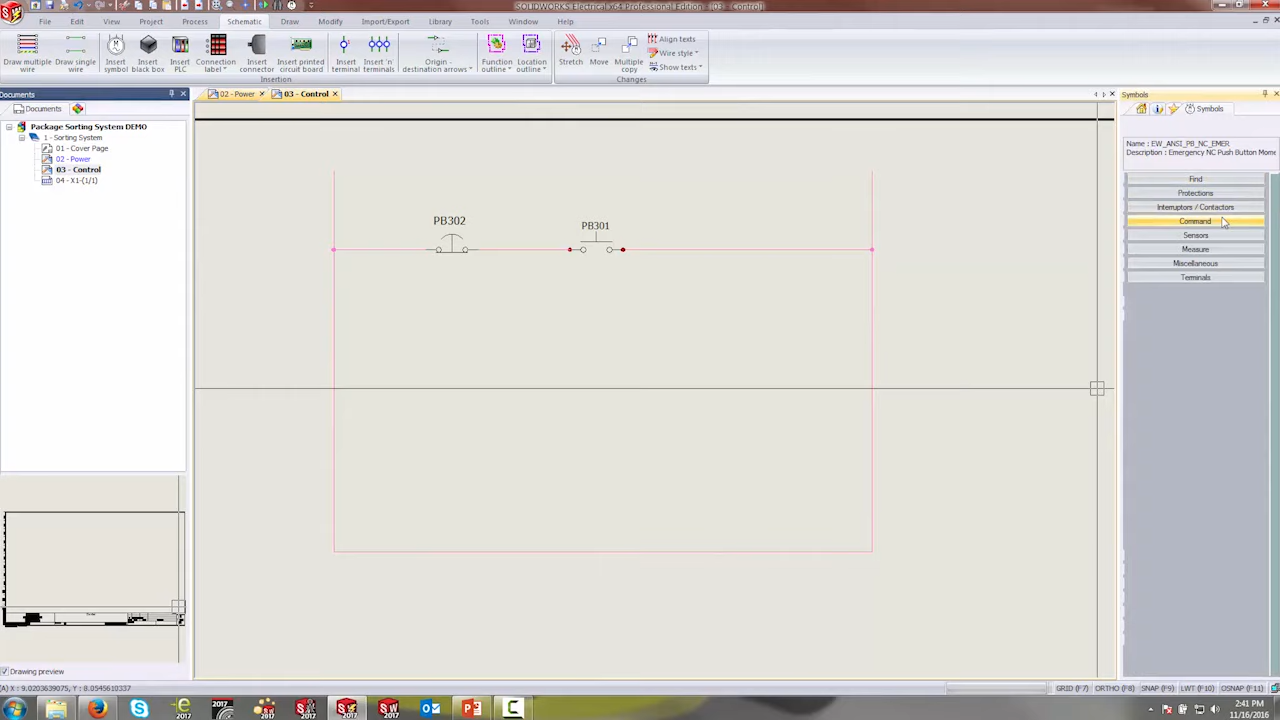 SOLIDWORKS Electrical x64 Professional Edition - [03 - Control]
File Edit View Project Process Schematic Draw Modify Import/Export Library Tools Window Help
Draw multiple wire
Draw single wire
Insert symbol
Insert black box
Insert PLC
Connection label
Insert connector
Insert printed circuit board
Insert terminal
Insert 'n' terminals
Origin - destination arrows
Function outline
Location outline
Stretch
Move
Multiple copy
Align texts
Wire style
Show texts
Insertion
Changes
Documents
Documents
02 - Power
03 - Control
Package Sorting System DEMO
1 - Sorting System
01 - Cover Page
02 - Power
03 - Control
04 - X1-(1/1)
PB302
PB301
Symbols
Symbols
Name : EW_ANSI_PB_NC_EMER
Description : Emergency NC Push Button Mome
Find
Protections
Interruptors / Contactors
Command
Sensors
Measure
Miscellaneous
Terminals
Drawing preview
(A) X : 9.0203639075, Y : 8.0545610337
GRID (F7) ORTHO (F8) SNAP (F9) LWT (F10) OSNAP (F11)
2:41 PM
11/16/2016